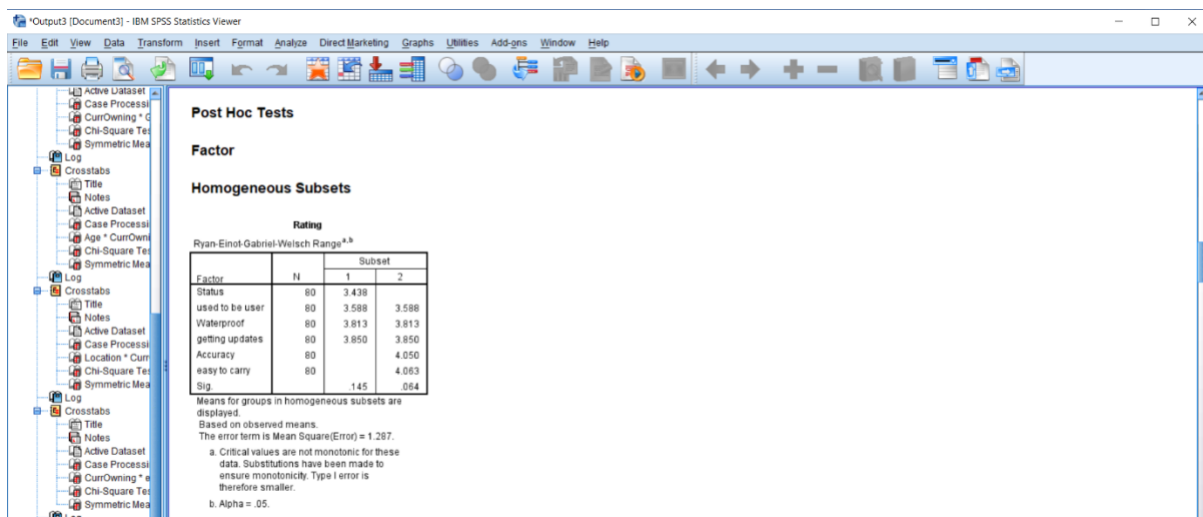 *Output3 [Document3] - IBM SPSS Statistics Viewer
File Edit View Data Transform Insert Format Analyze Direct Marketing Graphs Utilities Add-ons Window Help
Active Dataset
Case Processi
CurrOwning * G
Chi-Square Tes
Symmetric Mea
Log
Crosstabs
Title
Notes
Active Dataset
Case Processi
Age * CurrOwni
Chi-Square Tes
Symmetric Mea
Log
Crosstabs
Title
Notes
Active Dataset
Case Processi
Location * Curr
Chi-Square Tes
Symmetric Mea
Log
Crosstabs
Title
Notes
Active Dataset
Case Processi
CurrOwning * e
Chi-Square Tes
Symmetric Mea
Log
Post Hoc Tests
Factor
Homogeneous Subsets
Rating
Ryan-Einot-Gabriel-Welsch Range a,b
Subset
Factor N 1 2
Status 80 3.438
used to be user 80 3.588 3.588
Waterproof 80 3.813 3.813
getting updates 80 3.850 3.850
Accuracy 80 4.050
easy to carry 80 4.063
Sig. .145 .064
Means for groups in homogeneous subsets are
displayed.
Based on observed means.
The error term is Mean Square(Error) = 1.287.
a. Critical values are not monotonic for these
data. Substitutions have been made to
ensure monotonicity. Type I error is
therefore smaller.
b. Alpha = .05.